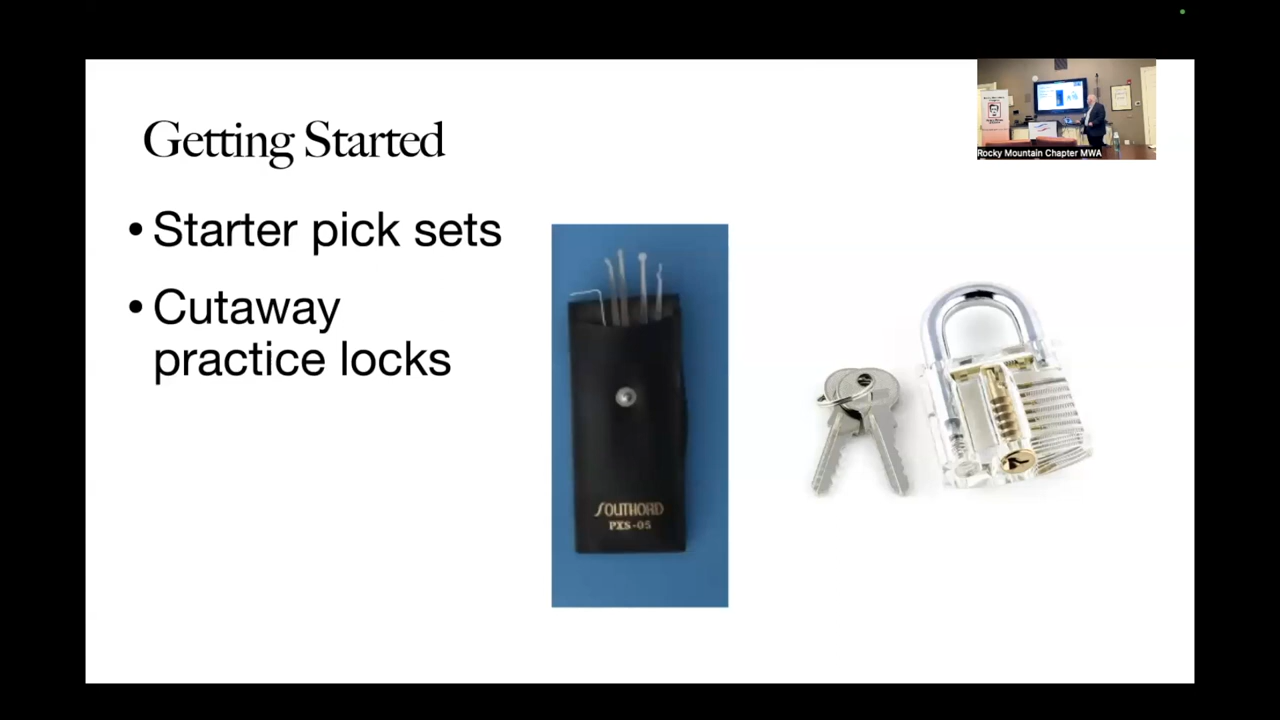 Getting Started
• Starter pick sets
• Cutaway
practice locks
SOUTHORD
PXS-05
Rocky Mountain Chapter MWA